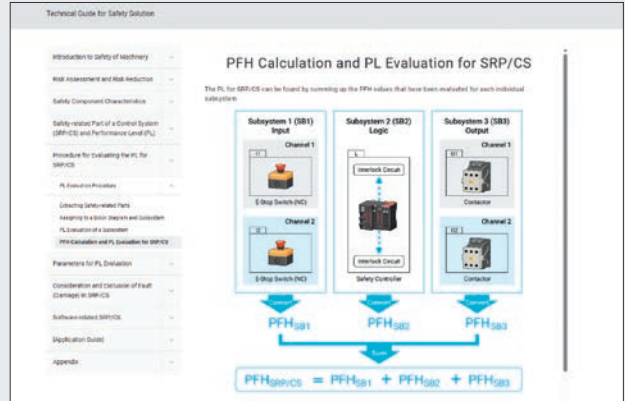 Technical Guide for Safety Solution
Introduction to Safety of Machinery
Risk Assessment and Risk Reduction
Safety Component Characteristics
Safety-related Part of a Control System
(SRP/CS) and Performance Level (PL)
Procedure for Evaluating the PL for
SRP/CS
PL Evaluation Procedure
Extracting Safety-related Parts
Assigning to a Block Diagram and Subsystem
PL Evaluation of a Subsystem
PFH Calculation and PL Evaluation for SRP/CS
Parameters for PL Evaluation
Consideration and Exclusion of Fault
(Damage) in SRP/CS
Software-related SRP/CS
[Application Guide]
Appendix
PFH Calculation and PL Evaluation for SRP/CS
The PL for SRP/CS can be found by summing up the PFH values that have been evaluated for each individual
subsystem
Subsystem 1 (SB1)
Input
Channel 1
I1
E-Stop Switch (NC)
Channel 2
I2
E-Stop Switch (NC)
Subsystem 2 (SB2)
Logic
L
Interlock Circuit
Interlock Circuit
Safety Controller
Subsystem 3 (SB3)
Output
Channel 1
O1
Contactor
Channel 2
O2
Contactor
Convert
Convert
Convert
PFHSB1
PFHSB2
PFHSB3
Sum
PFHSRP/CS = PFHSB1 + PFHSB2 + PFHSB3